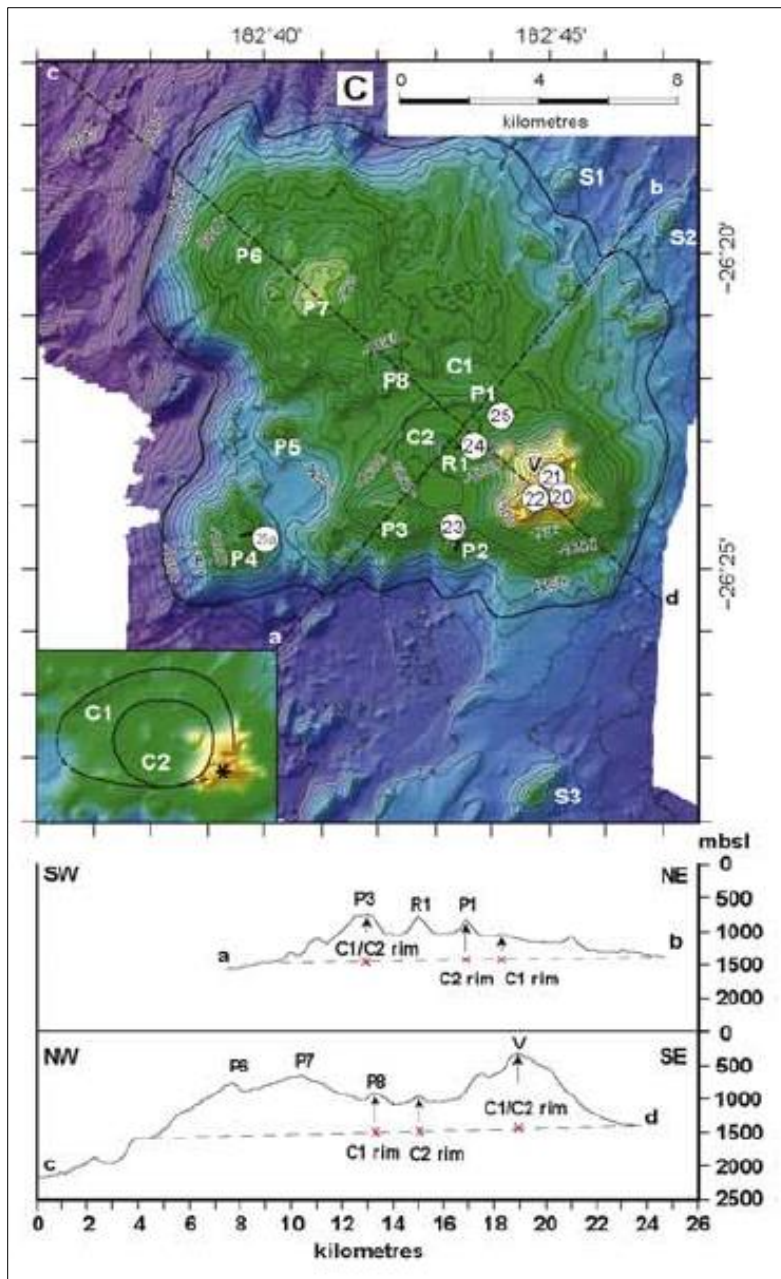 182°40' 182°45'
c
C
0 4 8
kilometres
S1
b
S2
-26°20'
P6
P7
P8
C1
P1
25
C2
24
R1
P5
V
21
22 20
P3
23
P2
P4
-26°25'
a
d
C1
C2
*
S3
mbsl
SW NE
0
500
1000
1500
2000
P3 R1 P1
C1/C2 rim
a b
C2 rim C1 rim
NW SE
0
500
1000
1500
2000
2500
P6 P7 P8 V
C1/C2 rim
d
C1 rim C2 rim
c
0 2 4 6 8 10 12 14 16 18 20 22 24 26
kilometres